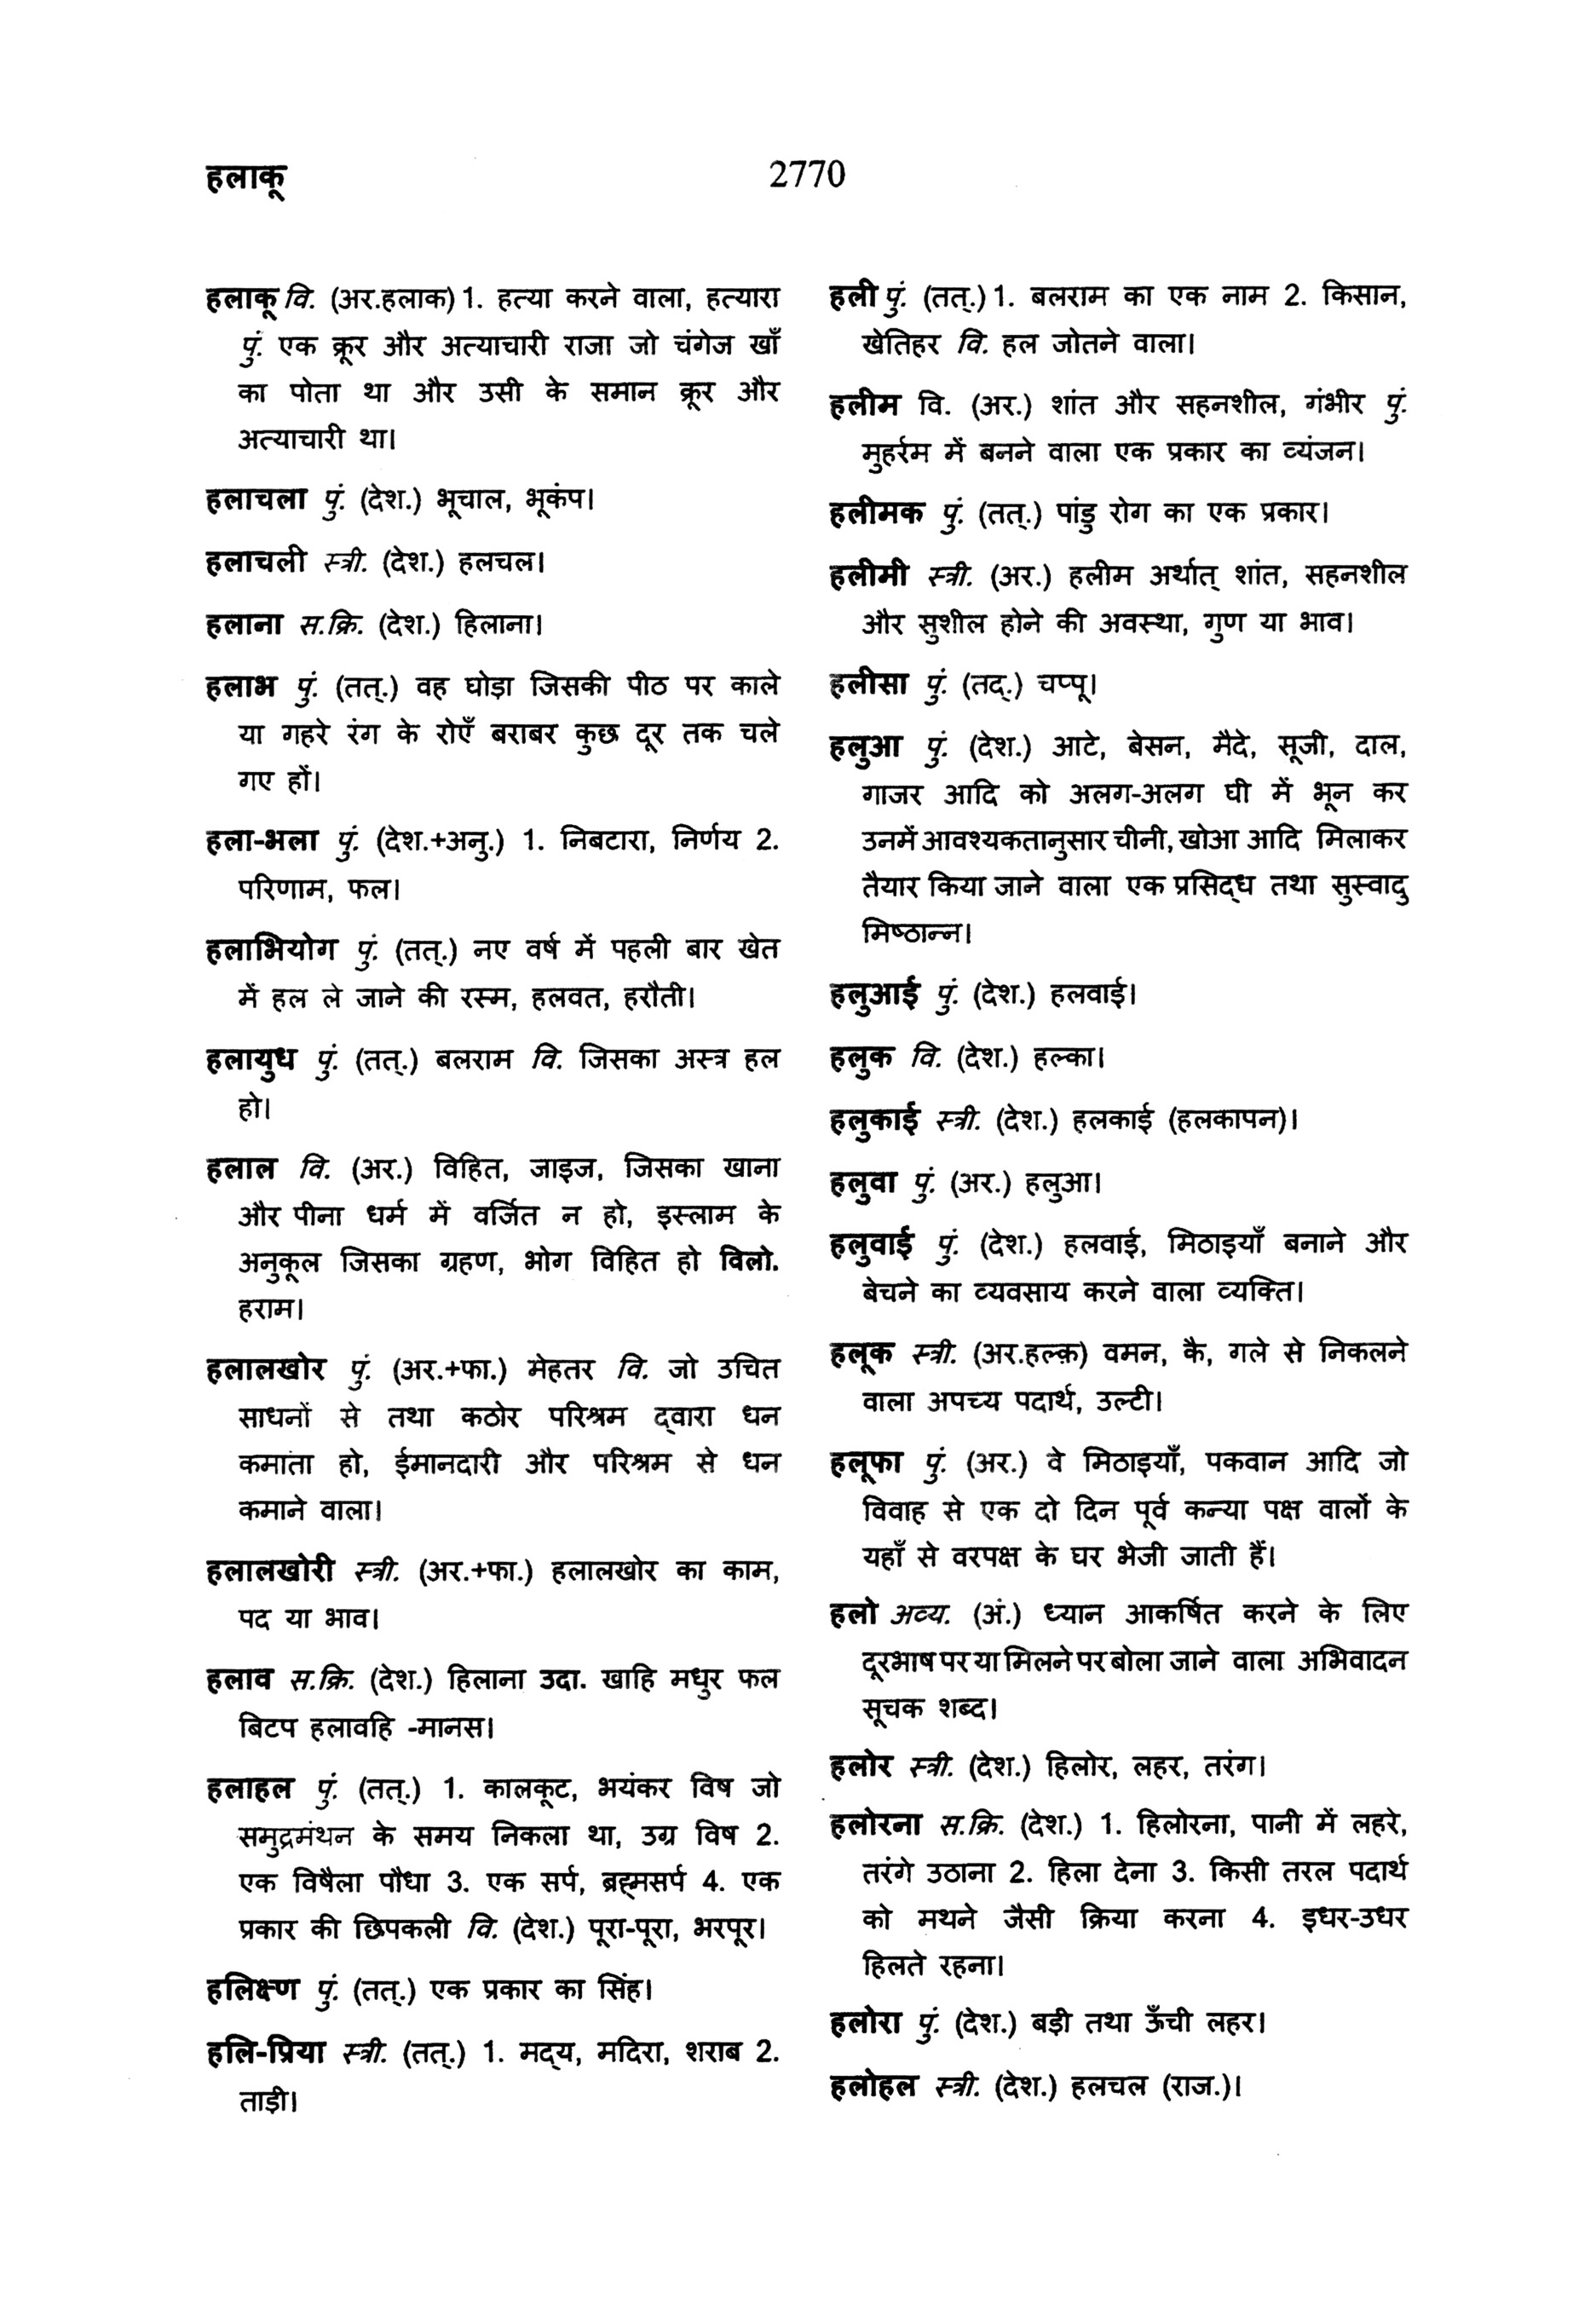 हलाकू
2770
हलाकू वि. (अर.हलाक) 1. हत्या करने वाला, हत्यारा
पुं. एक क्रूर और अत्याचारी राजा जो चंगेज खाँ
का पोता था और उसी के समान क्रूर और
अत्याचारी था।
हलाचला पुं. (देश.) भूचाल, भूकंप।
हलाचली स्त्री. (देश.) हलचल।
हलाना स.क्रि. (देश.) हिलाना।
हलाभ पुं. (तत्.) वह घोड़ा जिसकी पीठ पर काले
या गहरे रंग के रोएँ बराबर कुछ दूर तक चले
गए हों।
हला-भला पुं. (देश.+अनु.) 1. निबटारा, निर्णय 2.
परिणाम, फल।
हलाभियोग पुं. (तत्.) नए वर्ष में पहली बार खेत
में हल ले जाने की रस्म, हलवत, हरौती।
हलायुध पुं. (तत्.) बलराम वि. जिसका अस्त्र हल
हो।
हलाल वि. (अर.) विहित, जाइज, जिसका खाना
और पीना धर्म में वर्जित न हो, इस्लाम के
अनुकूल जिसका ग्रहण, भोग विहित हो विलो.
हराम।
हलालखोर पुं. (अर.+फा.) मेहतर वि. जो उचित
साधनों से तथा कठोर परिश्रम द्‌वारा धन
कमाता हो, ईमानदारी और परिश्रम से धन
कमाने वाला।
हलालखोरी स्त्री. (अर.+फा.) हलालखोर का काम,
पद या भाव।
हलाव स.क्रि. (देश.) हिलाना उदा. खाहि मधुर फल
बिटप हलावहि -मानस।
हलाहल पुं. (तत्.) 1. कालकूट, भयंकर विष जो
समुद्रमंथन के समय निकला था, उग्र विष 2.
एक विषैला पौधा 3. एक सर्प, ब्रह्मसर्प 4. एक
प्रकार की छिपकली वि. (देश.) पूरा-पूरा, भरपूर।
हलिक्ष्ण पुं. (तत्.) एक प्रकार का सिंह।
हलि-प्रिया स्त्री. (तत्.) 1. मद्‌य, मदिरा, शराब 2.
ताड़ी।
हली पुं. (तत्.) 1. बलराम का एक नाम 2. किसान,
खेतिहर वि. हल जोतने वाला।
हलीम वि. (अर.) शांत और सहनशील, गंभीर पुं.
मुहर्रम में बनने वाला एक प्रकार का व्यंजन।
हलीमक पुं. (तत्.) पांडु रोग का एक प्रकार।
हलीमी स्त्री. (अर.) हलीम अर्थात् शांत, सहनशील
और सुशील होने की अवस्था, गुण या भाव।
हलीसा पुं. (तद्.) चप्पू।
हलुआ पुं. (देश.) आटे, बेसन, मैदे, सूजी, दाल,
गाजर आदि को अलग-अलग घी में भून कर
उनमें आवश्यकतानुसार चीनी, खोआ आदि मिलाकर
तैयार किया जाने वाला एक प्रसिद्‌ध तथा सुस्वादु
मिष्ठान्न।
हलुआई पुं. (देश.) हलवाई।
हलुक वि. (देश.) हल्का।
हलुकाई स्त्री. (देश.) हलकाई (हलकापन)।
हलुवा पुं. (अर.) हलुआ।
हलुवाई पुं. (देश.) हलवाई, मिठाइयाँ बनाने और
बेचने का व्यवसाय करने वाला व्यक्ति।
हलूक स्त्री. (अर.हल्क़) वमन, कै, गले से निकलने
वाला अपच्य पदार्थ, उल्टी।
हलूफा पुं. (अर.) वे मिठाइयाँ, पकवान आदि जो
विवाह से एक दो दिन पूर्व कन्या पक्ष वालों के
यहाँ से वरपक्ष के घर भेजी जाती हैं।
हलो अव्य. (अं.) ध्यान आकर्षित करने के लिए
दूरभाष पर या मिलने पर बोला जाने वाला अभिवादन
सूचक शब्द।
हलोर स्त्री. (देश.) हिलोर, लहर, तरंग।
हलोरना स.क्रि. (देश.) 1. हिलोरना, पानी में लहरे,
तरंगे उठाना 2. हिला देना 3. किसी तरल पदार्थ
को मथने जैसी क्रिया करना 4. इधर-उधर
हिलते रहना।
हलोरा पुं. (देश.) बड़ी तथा ऊँची लहर।
हलोहल स्त्री. (देश.) हलचल (राज.)।